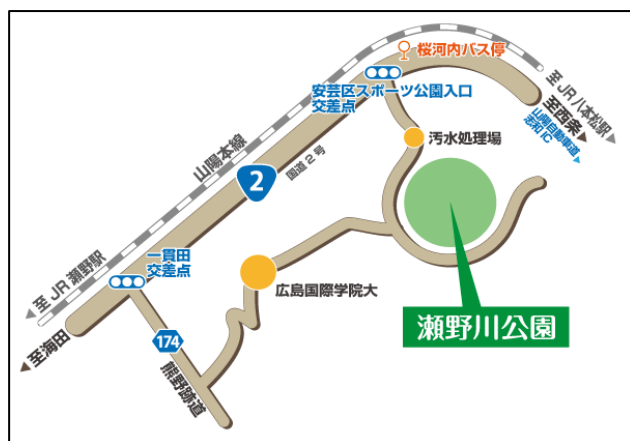 桜河内バス停
安芸区スポーツ公園入口
交差点
至JR八本松駅
至西条
山陽自動車道
志和IC
汚水処理場
山陽本線
2
国道2号
一貫田
交差点
広島国際学院大
瀬野川公園
至JR瀬野駅
至海田
174
熊野跡道